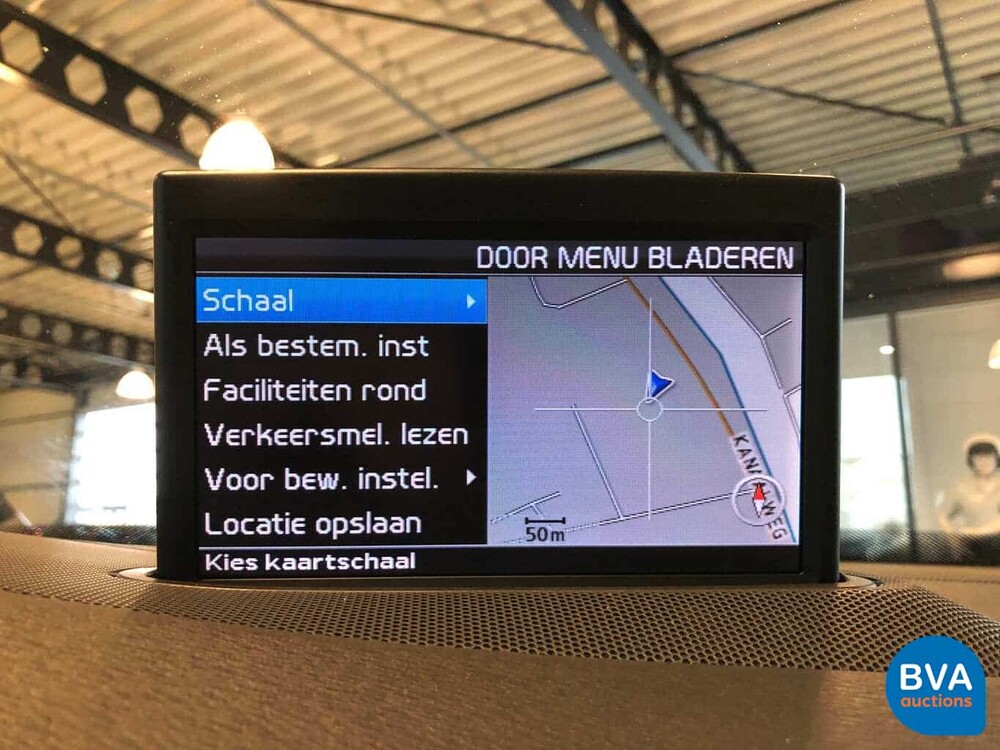 DOOR MENU BLADEREN
Schaal
Als bestem. inst
Faciliteiten rond
Verkeersmel. lezen
Voor bew. instel.
Locatie opslaan
Kies kaartschaal
KANAALWEG
50m
BVA
auctions